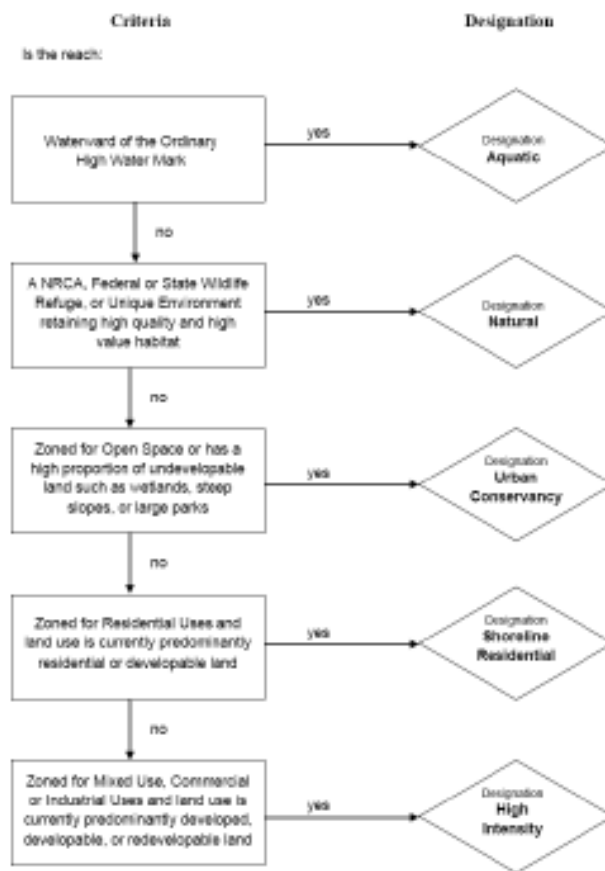 Criteria
Designation
Is the reach:
Waterward of the Ordinary
High Water Mark
yes
Designation
Aquatic
no
A NRCA, Federal or State Wildlife
Refuge, or Unique Environment
retaining high quality and high
value habitat
yes
Designation
Natural
no
Zoned for Open Space or has a
high proportion of undevelopable
land such as wetlands, steep
slopes, or large parks
yes
Designation
Urban
Conservancy
no
Zoned for Residential Uses and
land use is currently predominantly
residential or developable land
yes
Designation
Shoreline
Residential
no
Zoned for Mixed Use, Commercial
or Industrial Uses and land use is
currently predominantly developed,
developable, or redevelopable land
yes
Designation
High
Intensity